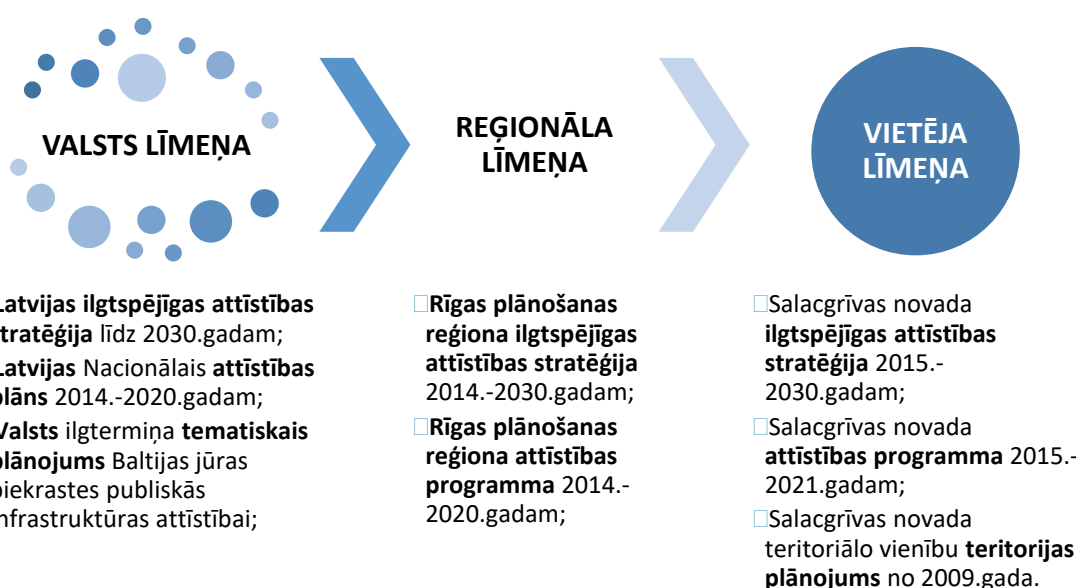 VALSTS LĪMEŅA
Latvijas ilgtspējīgas attīstības
stratēģija līdz 2030.gadam;
Latvijas Nacionālais attīstības
plāns 2014.-2020.gadam;
Valsts ilgtermiņa tematiskais
plānojums Baltijas jūras
piekrastes publiskās
infrastruktūras attīstībai;
REĢIONĀLA
LĪMEŅA
Rīgas plānošanas
reģiona ilgtspējīgas
attīstības stratēģija
2014.-2030.gadam;
Rīgas plānošanas
reģiona attīstības
programma 2014.-
2020.gadam;
VIETĒJA
LĪMEŅA
Salacgrīvas novada
ilgtspējīgas attīstības
stratēģija 2015.-
2030.gadam;
Salacgrīvas novada
attīstības programma 2015.-
2021.gadam;
Salacgrīvas novada
teritoriālo vienību teritorijas
plānojums no 2009.gada.